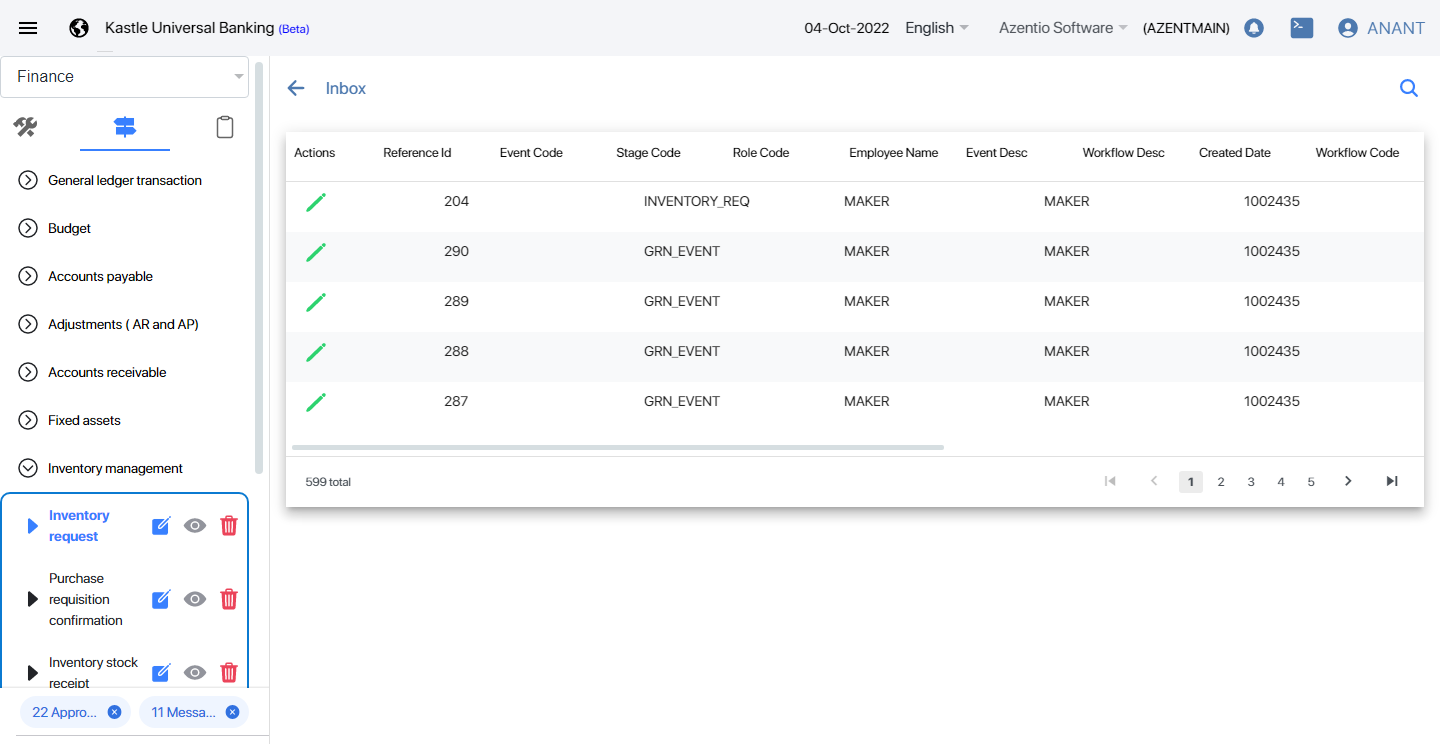 Kastle Universal Banking (Beta)
04-Oct-2022
English
Azentio Software
(AZENTMAIN)
ANANT
Finance
General ledger transaction
Budget
Accounts payable
Adjustments ( AR and AP)
Accounts receivable
Fixed assets
Inventory management
Inventory
request
Purchase
requisition
confirmation
Inventory stock
receipt
22 Appro...
11 Messa...
Inbox
Actions Reference Id Event Code Stage Code Role Code Employee Name Event Desc Workflow Desc Created Date Workflow Code
204 INVENTORY_REQ MAKER MAKER 1002435
290 GRN_EVENT MAKER MAKER 1002435
289 GRN_EVENT MAKER MAKER 1002435
288 GRN_EVENT MAKER MAKER 1002435
287 GRN_EVENT MAKER MAKER 1002435
599 total
1 2 3 4 5